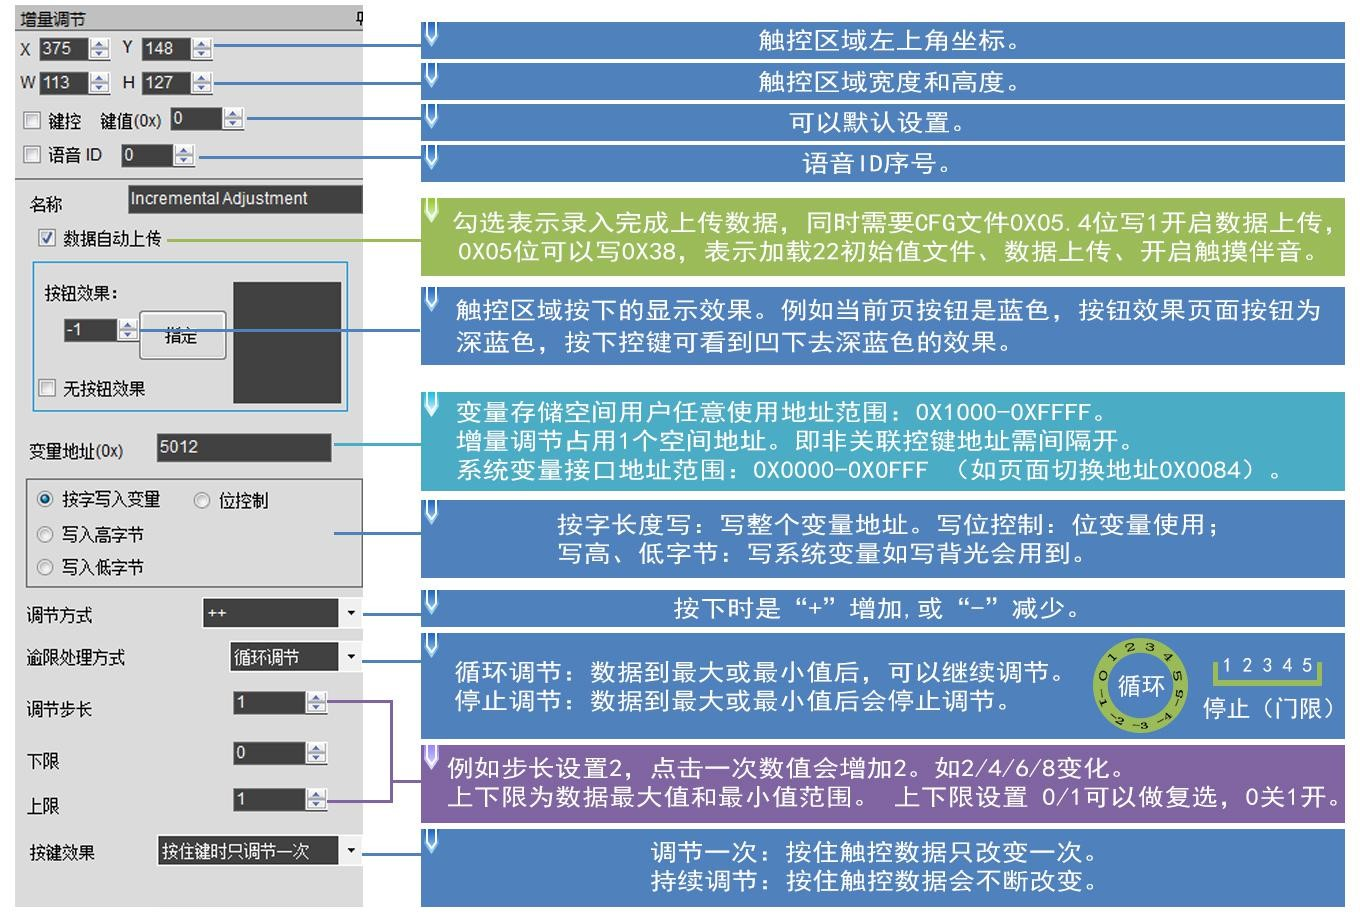 增量调节
X 375 Y 148
触控区域左上角坐标。
W 113 H 127
触控区域宽度和高度。
键控 键值(0x) 0
可以默认设置。
语音 ID 0
语音ID序号。
名称 Incremental Adjustment
数据自动上传
勾选表示录入完成上传数据，同时需要CFG文件0X05.4位写1开启数据上传，
0X05位可以写0X38，表示加载22初始值文件、数据上传、开启触摸伴音。
按钮效果：
-1 指定
无按钮效果
触控区域按下的显示效果。例如当前页按钮是蓝色，按钮效果页面按钮为
深蓝色，按下控键可看到凹下去深蓝色的效果。
变量地址(0x) 5012
变量存储空间用户任意使用地址范围：0X1000-0XFFFF。
增量调节占用1个空间地址。即非关联控键地址需间隔开。
系统变量接口地址范围：0X0000-0X0FFF （如页面切换地址0X0084）。
按字写入变量 位控制
写入高字节
写入低字节
按字长度写：写整个变量地址。写位控制：位变量使用；
写高、低字节：写系统变量如写背光会用到。
调节方式 ++
按下时是“+”增加,或“-”减少。
逾限处理方式 循环调节
循环调节：数据到最大或最小值后，可以继续调节。
停止调节：数据到最大或最小值后会停止调节。
0 1 2 3 4 5 -5 -4 -3 -2 -1
循环
1 2 3 4 5
停止（门限）
调节步长 1
下限 0
上限 1
例如步长设置2，点击一次数值会增加2。如2/4/6/8变化。
上下限为数据最大值和最小值范围。 上下限设置 0/1可以做复选，0关1开。
按键效果 按住键时只调节一次
调节一次：按住触控数据只改变一次。
持续调节：按住触控数据会不断改变。